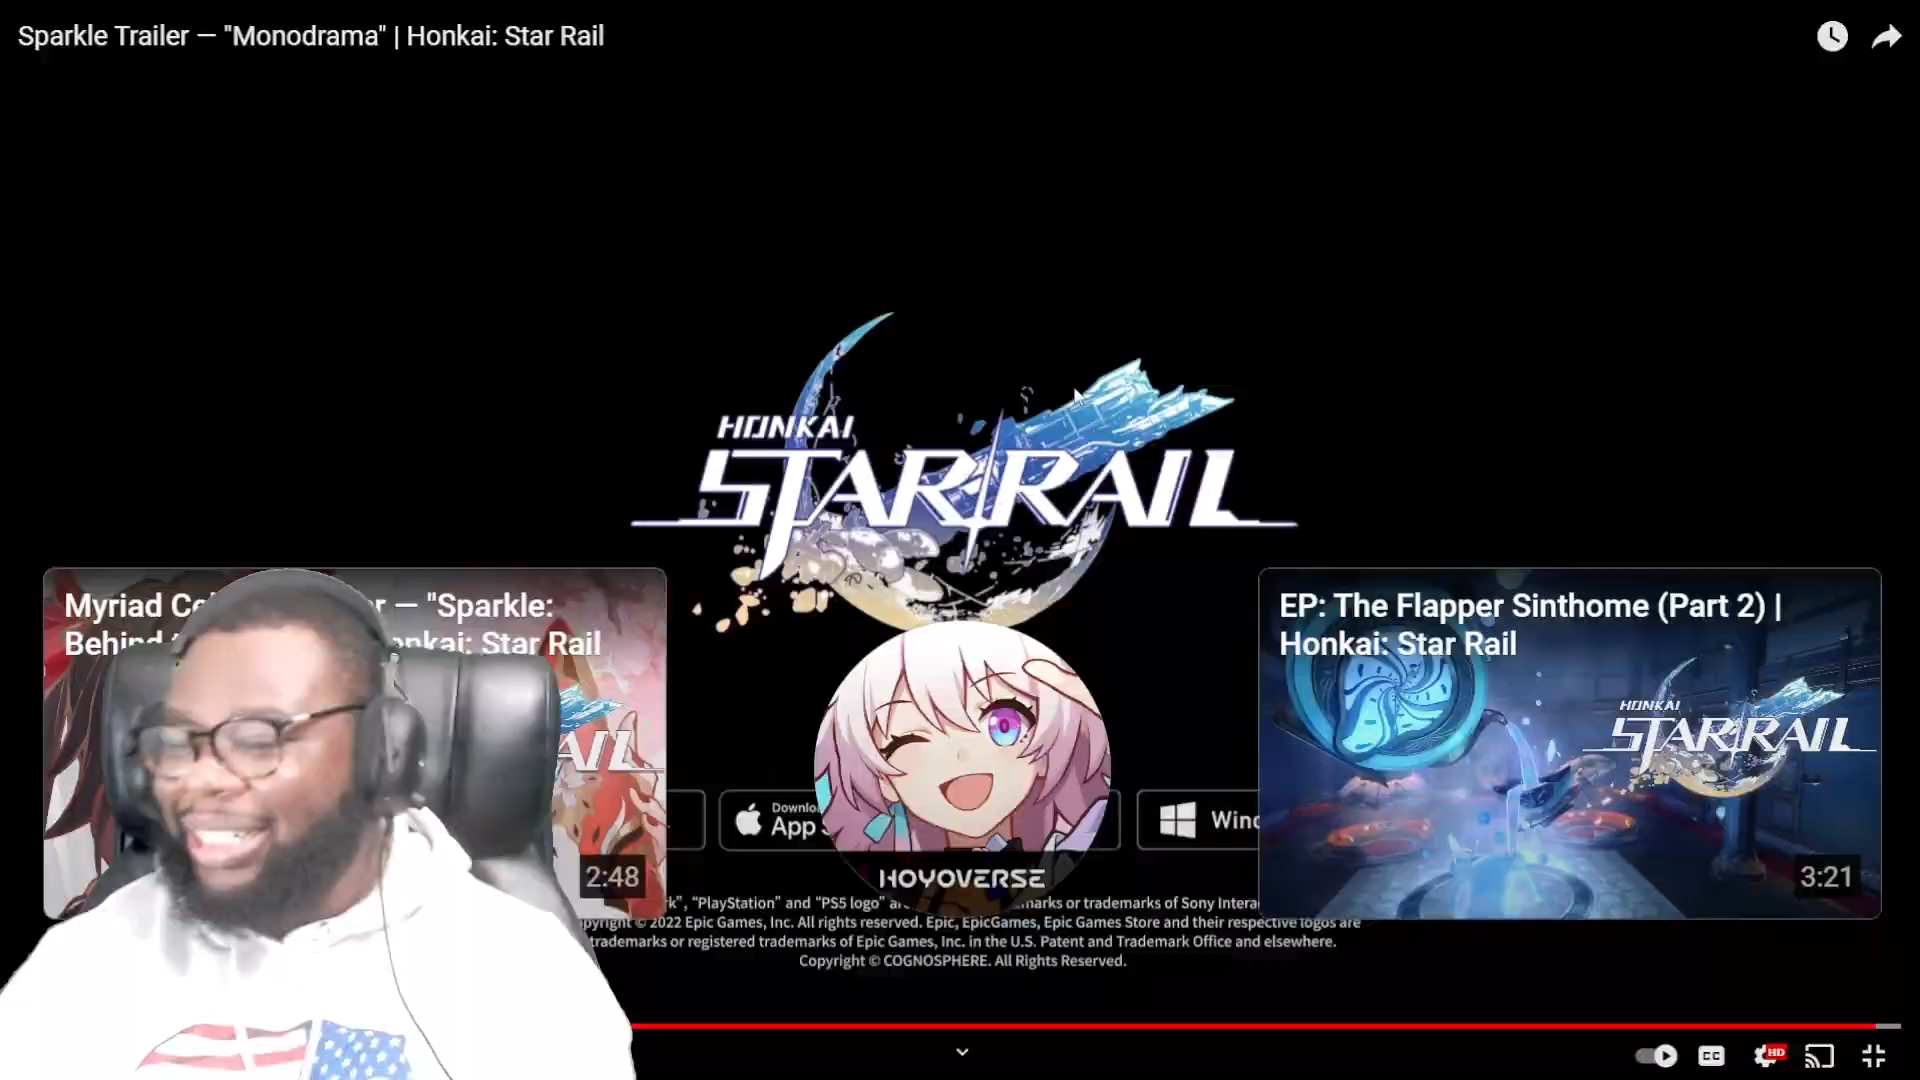 Sparkle Trailer — "Monodrama" | Honkai: Star Rail
HONKAI
STAR RAIL
Myriad — "Sparkle:
Star Rail
2:48
EP: The Flapper Sinthome (Part 2) |
Honkai: Star Rail
HONKAI
STAR RAIL
3:21
App
HOYOVERSE
"PlayStation" and "PS5 logo" marks or trademarks of Sony
© 2022 Epic Games, Inc. All rights reserved. Epic, EpicGames, Epic Games Store and their respective logos are
trademarks or registered trademarks of Epic Games, Inc. in the U.S. Patent and Trademark Office and elsewhere.
Copyright © COGNOSPHERE. All Rights Reserved.
CC
HD